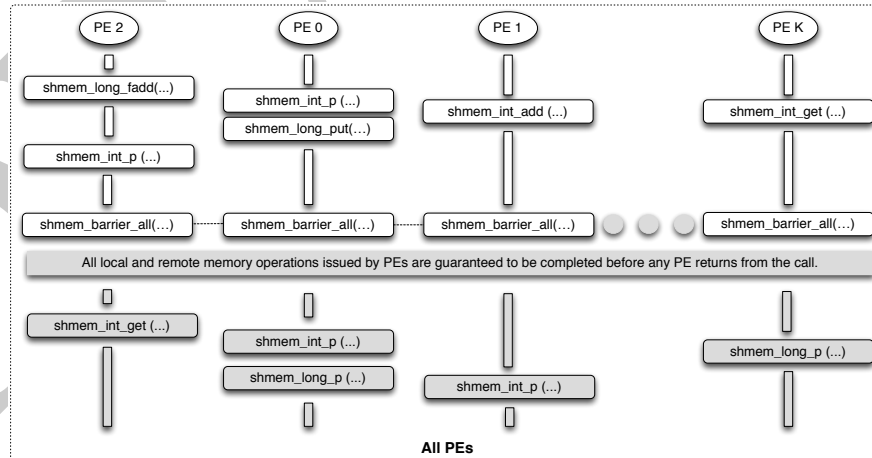 PE 2 PE 0 PE 1 PE K
shmem_long_fadd(...)
shmem_int_p (...)
shmem_long_put(...)
shmem_int_add (...)
shmem_int_get (...)
shmem_int_p (...)
shmem_barrier_all(...) shmem_barrier_all(...) shmem_barrier_all(...) shmem_barrier_all(...)
All local and remote memory operations issued by PEs are guaranteed to be completed before any PE returns from the call.
shmem_int_get (...)
shmem_int_p (...)
shmem_long_p (...)
shmem_long_p (...)
shmem_int_p (...)
All PEs